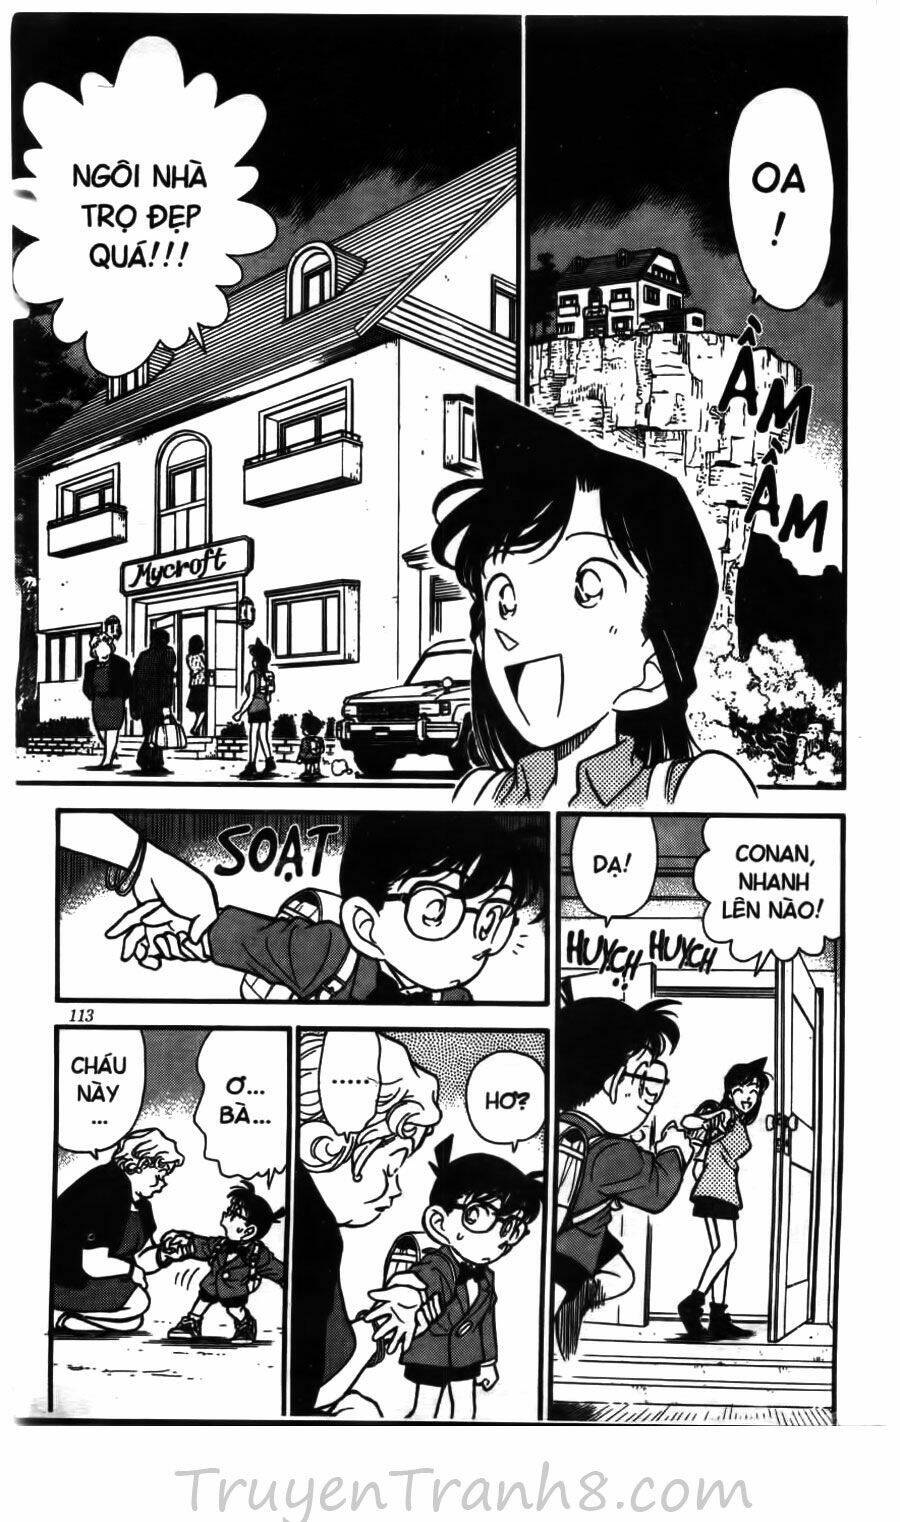 OA
!
NGÔI NHÀ
TRỌ ĐẸP
QUÁ!!!
ẦM
ẦM
Mycroft
CONAN,
NHANH
LÊN NÀO!
DẠ!
HUỴCH HUỴCH
SOẠT
113
HƠ?
......
Ơ...
BÀ...
CHÁU
NÀY
...
TruyenTranh8.com